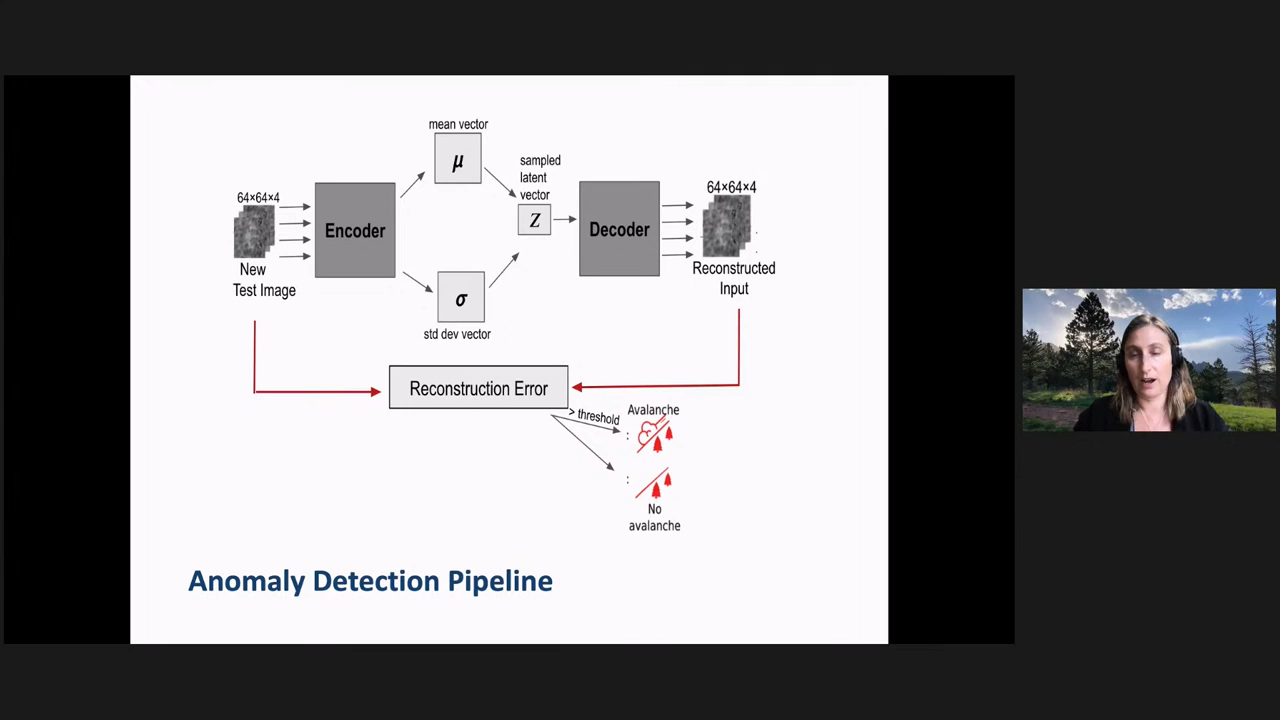 mean vector
μ
sampled
latent
vector
64×64×4
64×64×4
Encoder
Z
Decoder
New
Test Image
Reconstructed
Input
σ
std dev vector
Reconstruction Error
> threshold
Avalanche
:
:
No
avalanche
Anomaly Detection Pipeline